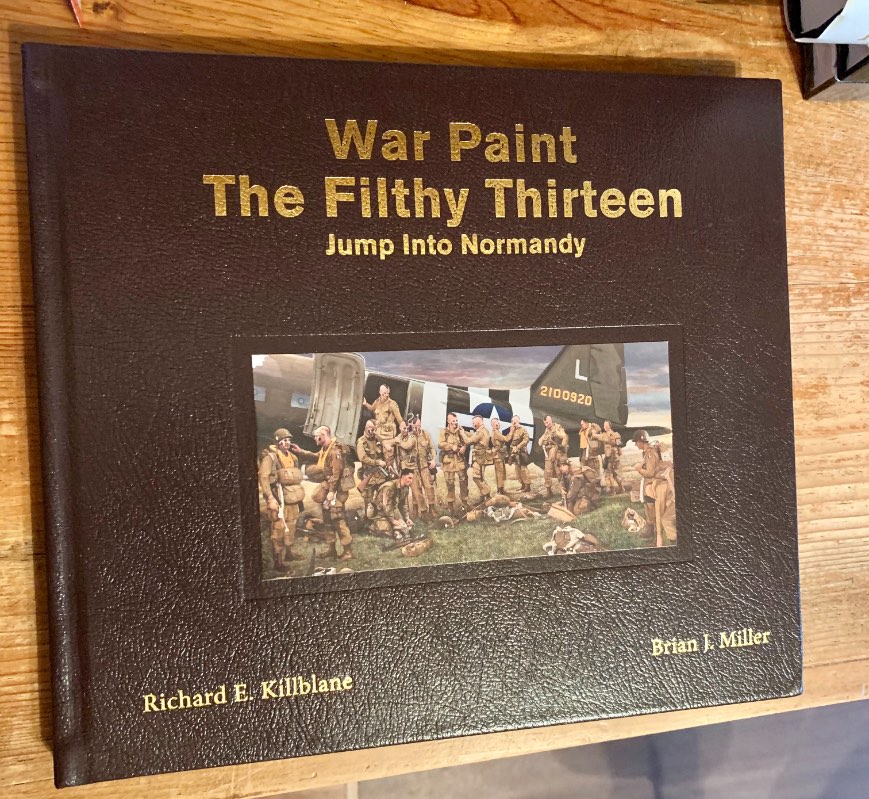 War Paint
The Filthy Thirteen
Jump Into Normandy
L
2100920
Brian J. Miller
Richard E. Killblane